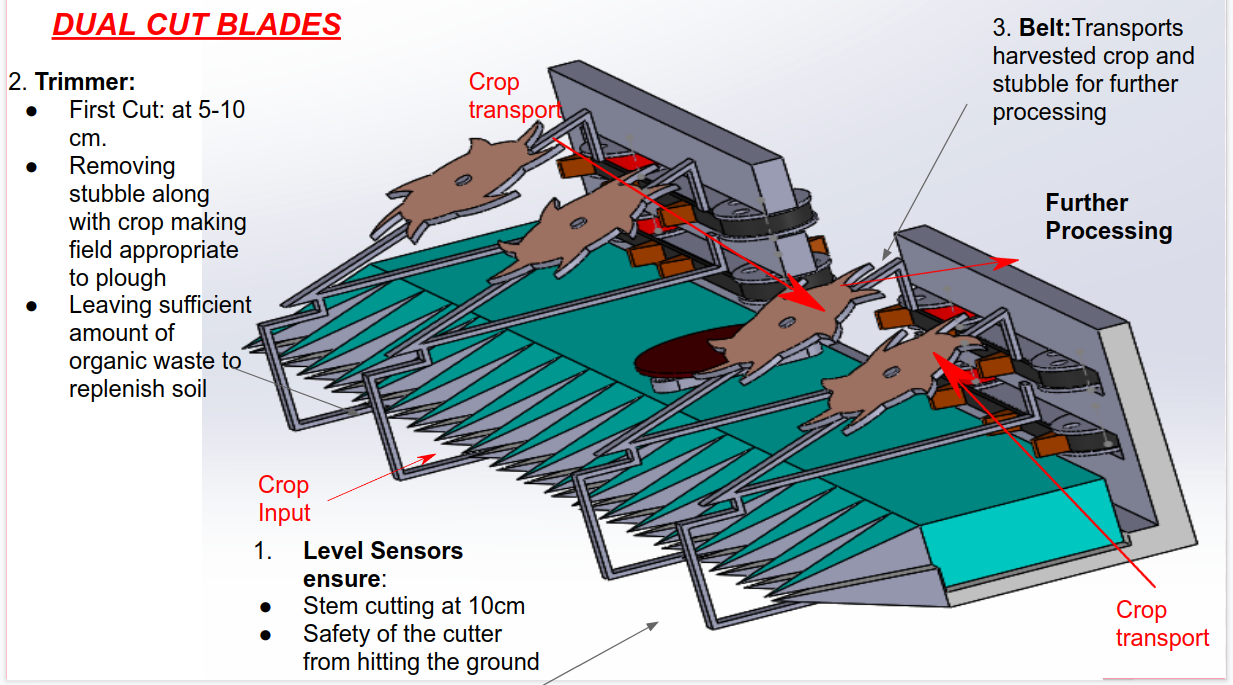 DUAL CUT BLADES
2. Trimmer:
● First Cut: at 5-10
cm.
● Removing
stubble along
with crop making
field appropriate
to plough
● Leaving sufficient
amount of
organic waste to
replenish soil
Crop
transport
3. Belt:Transports
harvested crop and
stubble for further
processing
Further
Processing
Crop
Input
1. Level Sensors
ensure:
● Stem cutting at 10cm
● Safety of the cutter
from hitting the ground
Crop
transport